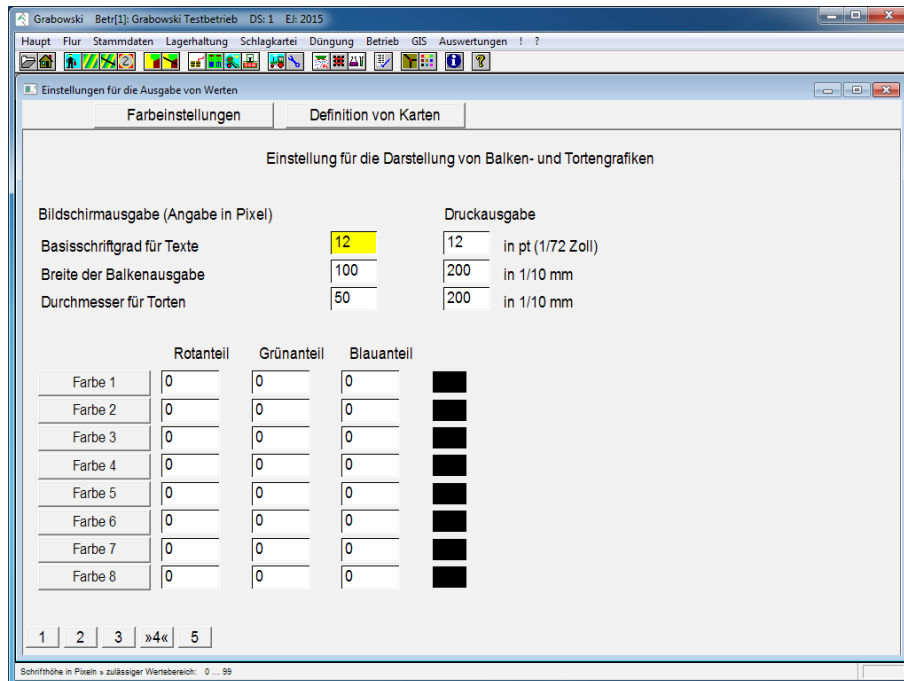 Grabowski Betr[1]: Grabowski Testbetrieb DS: 1 EJ: 2015
Haupt Flur Stammdaten Lagerhaltung Schlagkartei Düngung Betrieb GIS Auswertungen ! ?
Einstellungen für die Ausgabe von Werten
Farbeinstellungen Definition von Karten
Einstellung für die Darstellung von Balken- und Tortengrafiken
Bildschirmausgabe (Angabe in Pixel) Druckausgabe
Basisschriftgrad für Texte 12 12 in pt (1/72 Zoll)
Breite der Balkenausgabe 100 200 in 1/10 mm
Durchmesser für Torten 50 200 in 1/10 mm
Rotanteil Grünanteil Blauanteil
Farbe 1 0 0 0
Farbe 2 0 0 0
Farbe 3 0 0 0
Farbe 4 0 0 0
Farbe 5 0 0 0
Farbe 6 0 0 0
Farbe 7 0 0 0
Farbe 8 0 0 0
1 2 3 »4« 5
Schrifthöhe in Pixeln » zulässiger Wertebereich: 0 ... 99